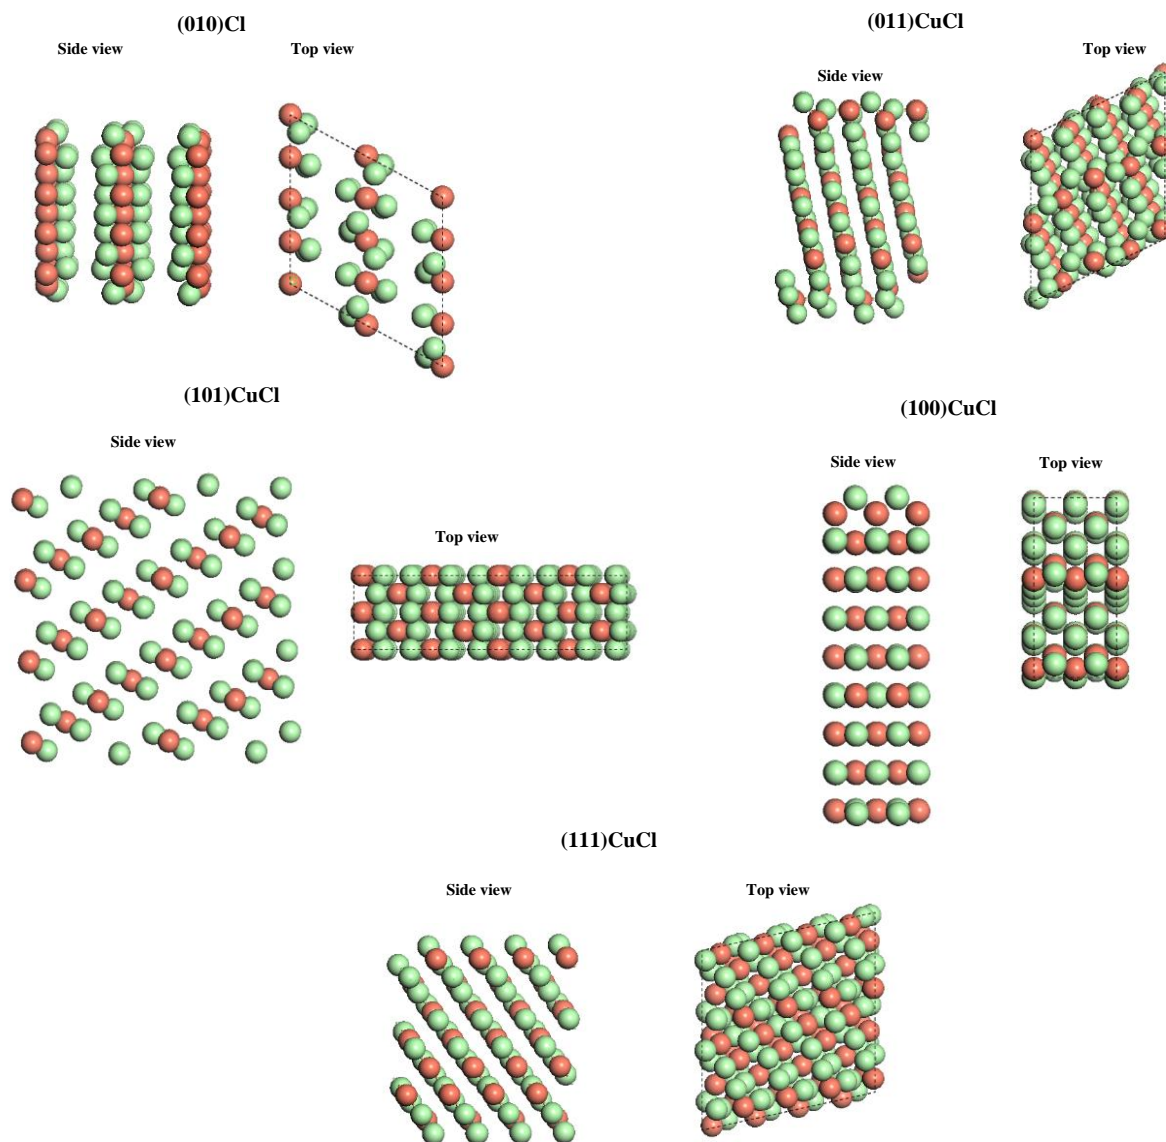 (010)Cl
Side view
Top view
(011)CuCl
Side view
Top view
(101)CuCl
Side view
Top view
(100)CuCl
Side view
Top view
(111)CuCl
Side view
Top view